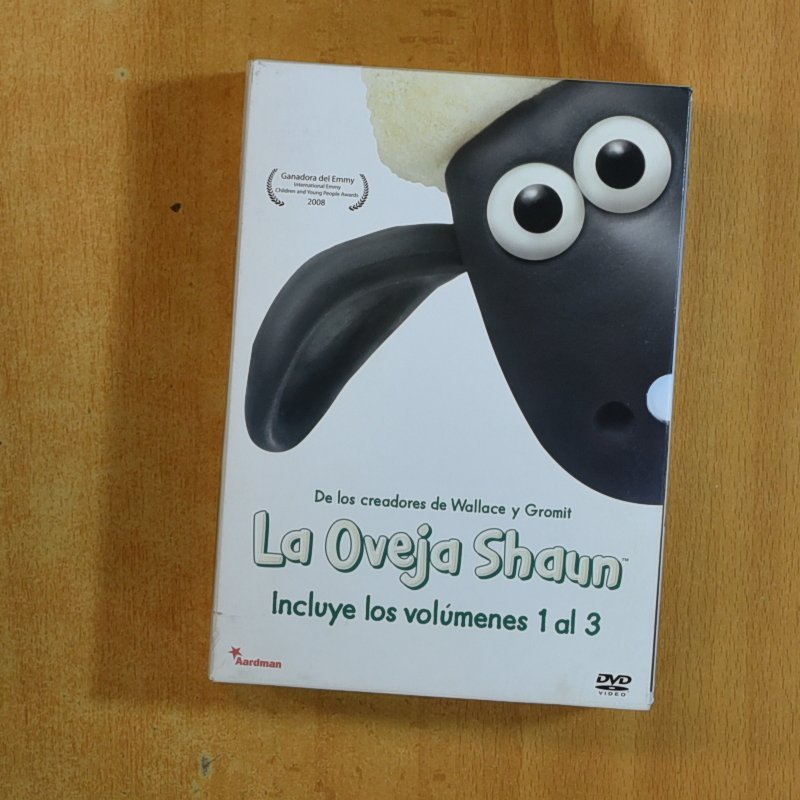 Ganadora del Emmy
International Emmy
Children and Young People Awards
2008
De los creadores de Wallace y Gromit
La Oveja Shaun™
Incluye los volúmenes 1 al 3
Aardman
DVD
VIDEO